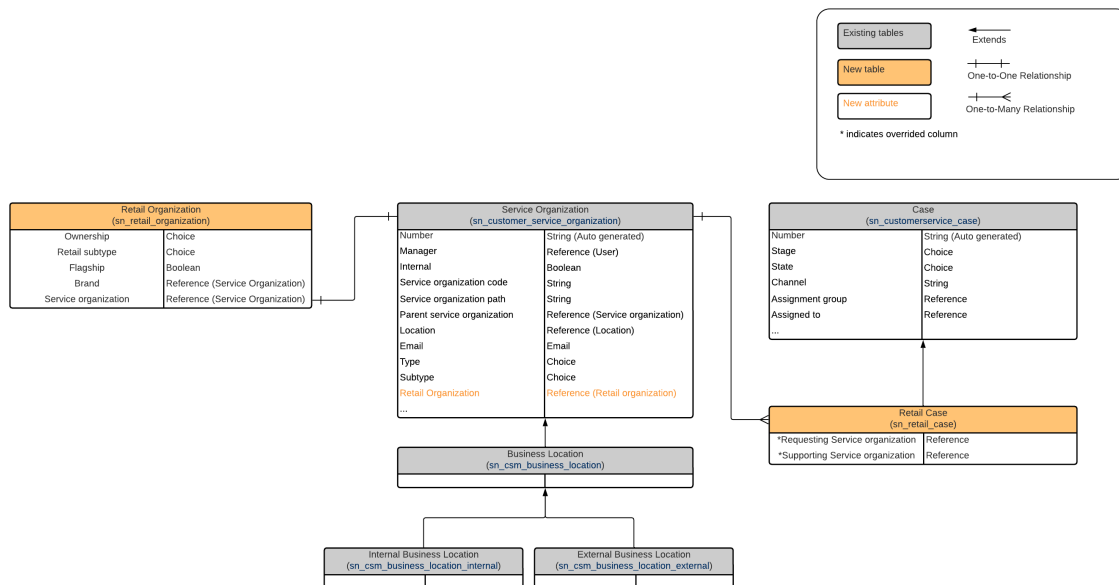 Existing tables
Extends
New table
One-to-One Relationship
New attribute
One-to-Many Relationship
* indicates overrided column
Retail Organization
(sn_retail_organization)
Ownership Choice
Retail subtype Choice
Flagship Boolean
Brand Reference (Service Organization)
Service organization Reference (Service Organization)
Service Organization
(sn_customer_service_organization)
Number String (Auto generated)
Manager Reference (User)
Internal Boolean
Service organization code String
Service organization path String
Parent service organization Reference (Service organization)
Location Reference (Location)
Email Email
Type Choice
Subtype Choice
Retail Organization Reference (Retail organization)
...
Case
(sn_customerservice_case)
Number String (Auto generated)
Stage Choice
State Choice
Channel String
Assignment group Reference
Assigned to Reference
...
Retail Case
(sn_retail_case)
*Requesting Service organization Reference
*Supporting Service organization Reference
Business Location
(sn_csm_business_location)
Internal Business Location
(sn_csm_business_location_internal)
External Business Location
(sn_csm_business_location_external)